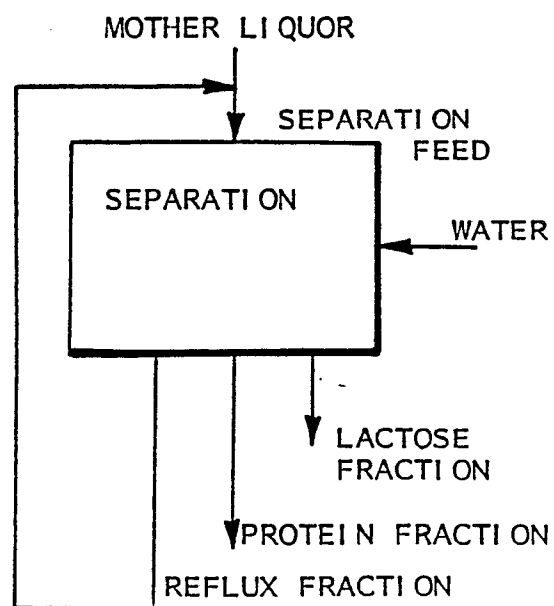 MOTHER LIQUOR
SEPARATION
FEED
SEPARATION
WATER
LACTOSE
FRACTION
PROTEIN FRACTION
REFLUX FRACTION